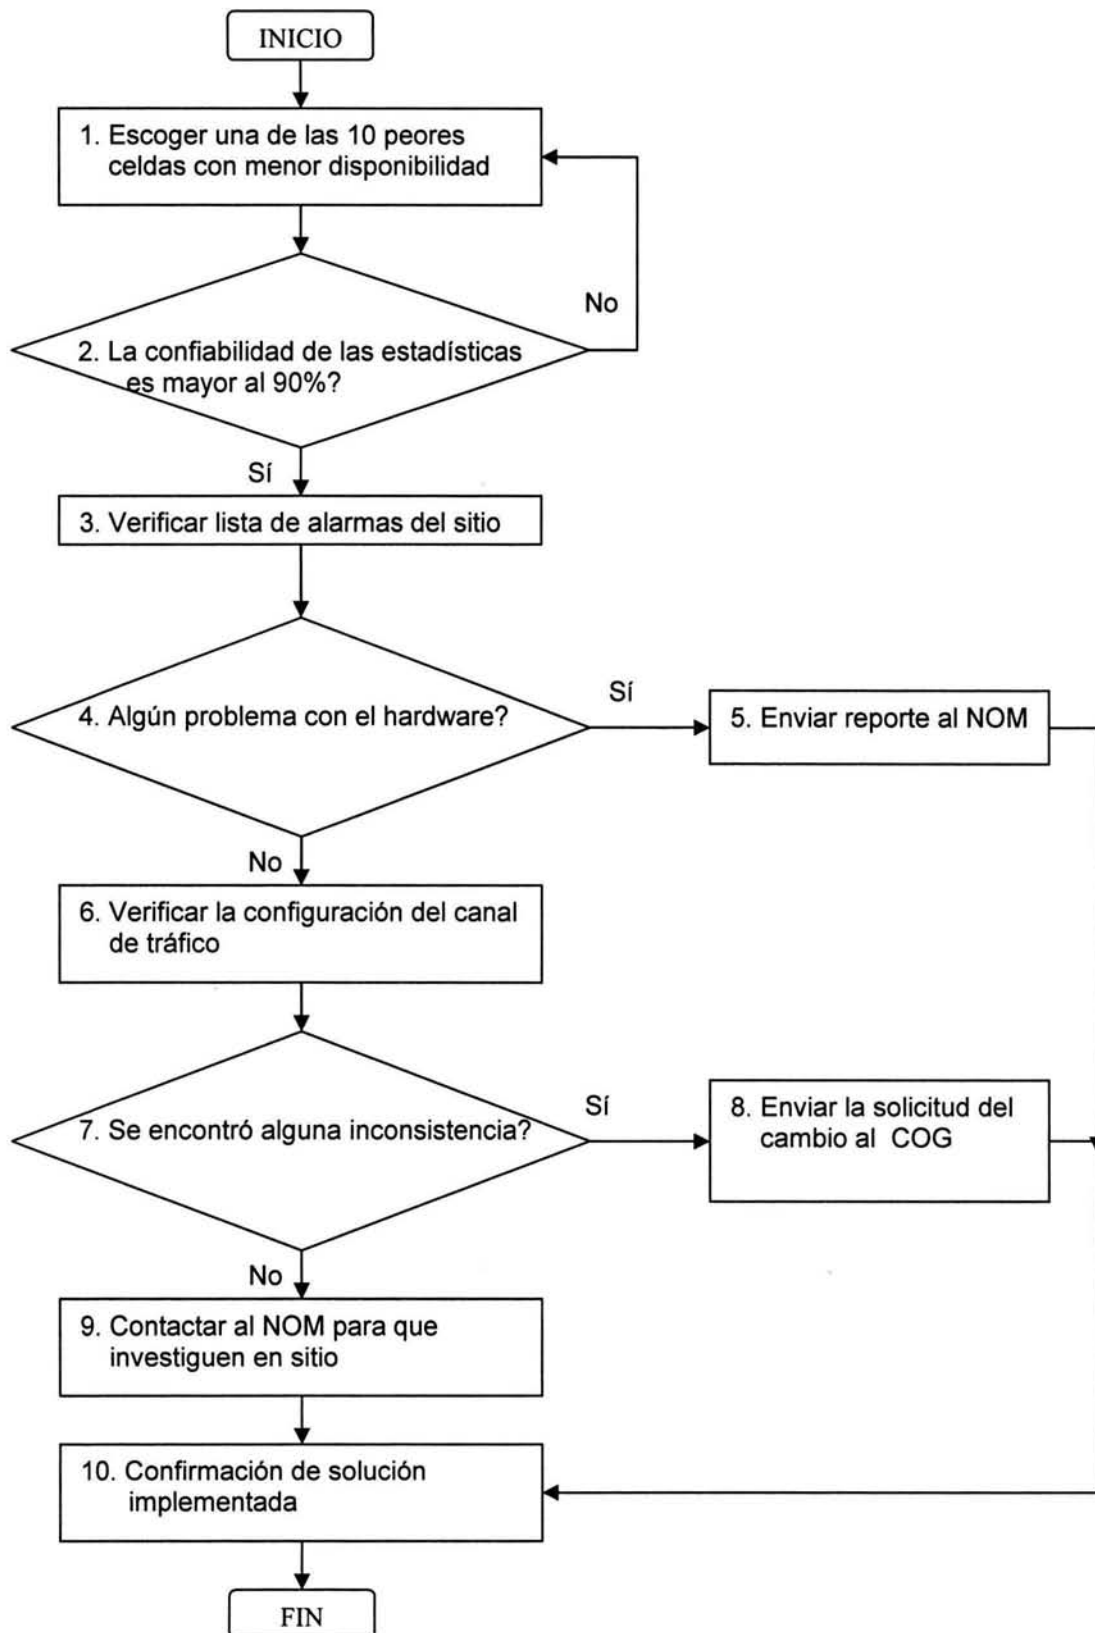 INICIO
1. Escoger una de las 10 peores
celdas con menor disponibilidad
No
2. La confiabilidad de las estadísticas
es mayor al 90%?
Sí
3. Verificar lista de alarmas del sitio
Sí
4. Algún problema con el hardware?
5. Enviar reporte al NOM
No
6. Verificar la configuración del canal
de tráfico
Sí
7. Se encontró alguna inconsistencia?
8. Enviar la solicitud del
cambio al COG
No
9. Contactar al NOM para que
investiguen en sitio
10. Confirmación de solución
implementada
FIN